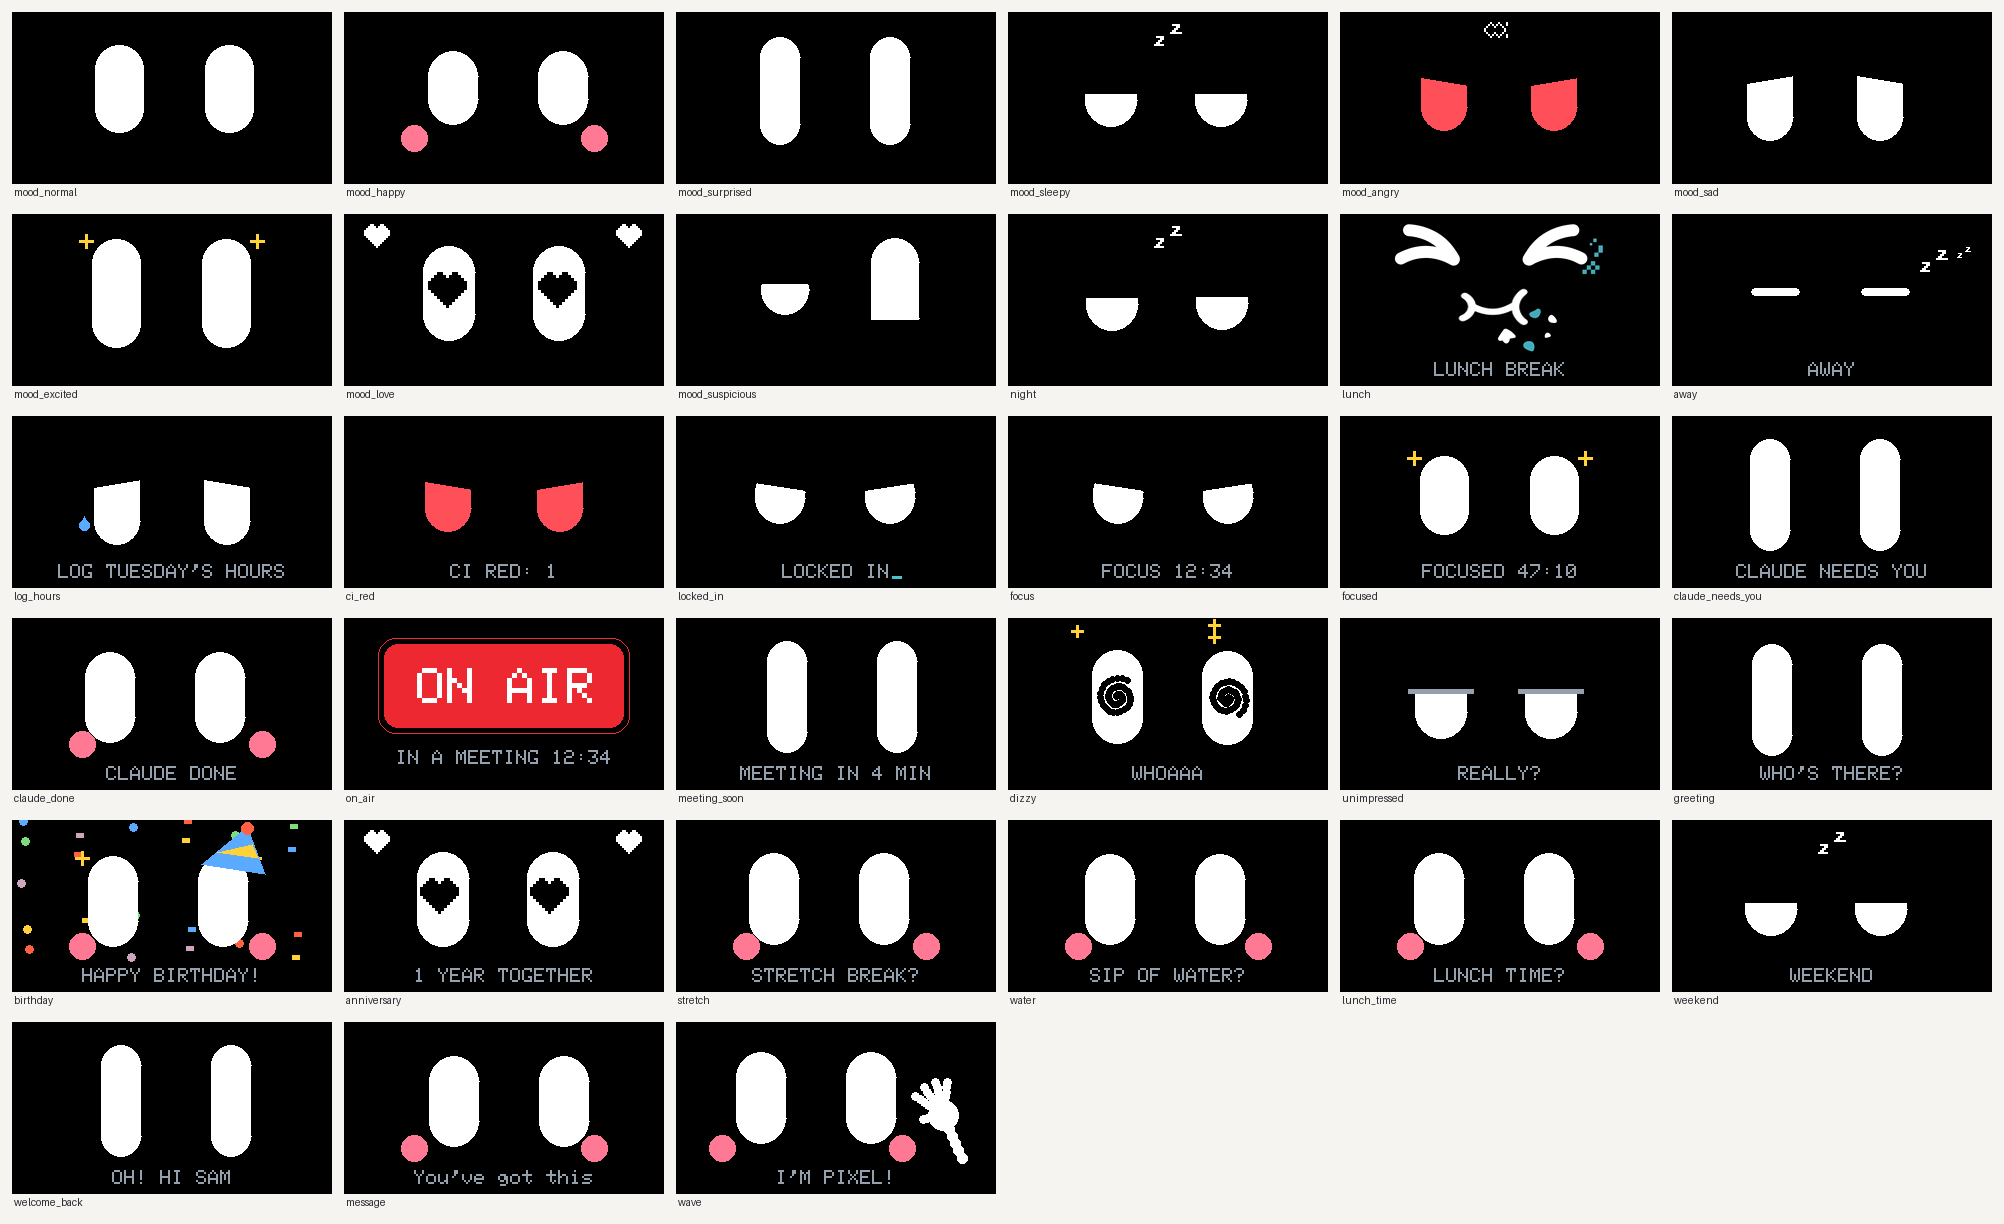 z z
mood_normal
mood_happy
mood_surprised
mood_sleepy
mood_angry
mood_sad
z z
z z z z
LUNCH BREAK
AWAY
mood_excited
mood_love
mood_suspicious
night
lunch
away
LOG TUESDAY'S HOURS
CI RED: 1
LOCKED IN_
FOCUS 12:34
FOCUSED 47:10
CLAUDE NEEDS YOU
log_hours
ci_red
locked_in
focus
focused
claude_needs_you
ON AIR
CLAUDE DONE
IN A MEETING 12:34
MEETING IN 4 MIN
WHOAAA
REALLY?
WHO'S THERE?
claude_done
on_air
meeting_soon
dizzy
unimpressed
greeting
z z
HAPPY BIRTHDAY!
1 YEAR TOGETHER
STRETCH BREAK?
SIP OF WATER?
LUNCH TIME?
WEEKEND
birthday
anniversary
stretch
water
lunch_time
weekend
OH! HI SAM
You've got this
I'M PIXEL!
welcome_back
message
wave